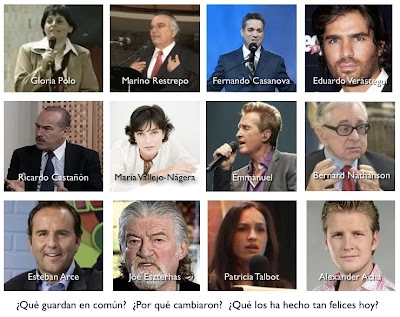 Gloria Polo
Marino Restrepo
Fernando Casanova
Eduardo Verástegui
Ricardo Castañón
María Vallejo-Nágera
Emmanuel
Bernard Nathanson
Esteban Arce
Joe Eszterhas
Patricia Talbot
Alexander Acha
¿Qué guardan en común? ¿Por qué cambiaron? ¿Qué los ha hecho tan felices hoy?